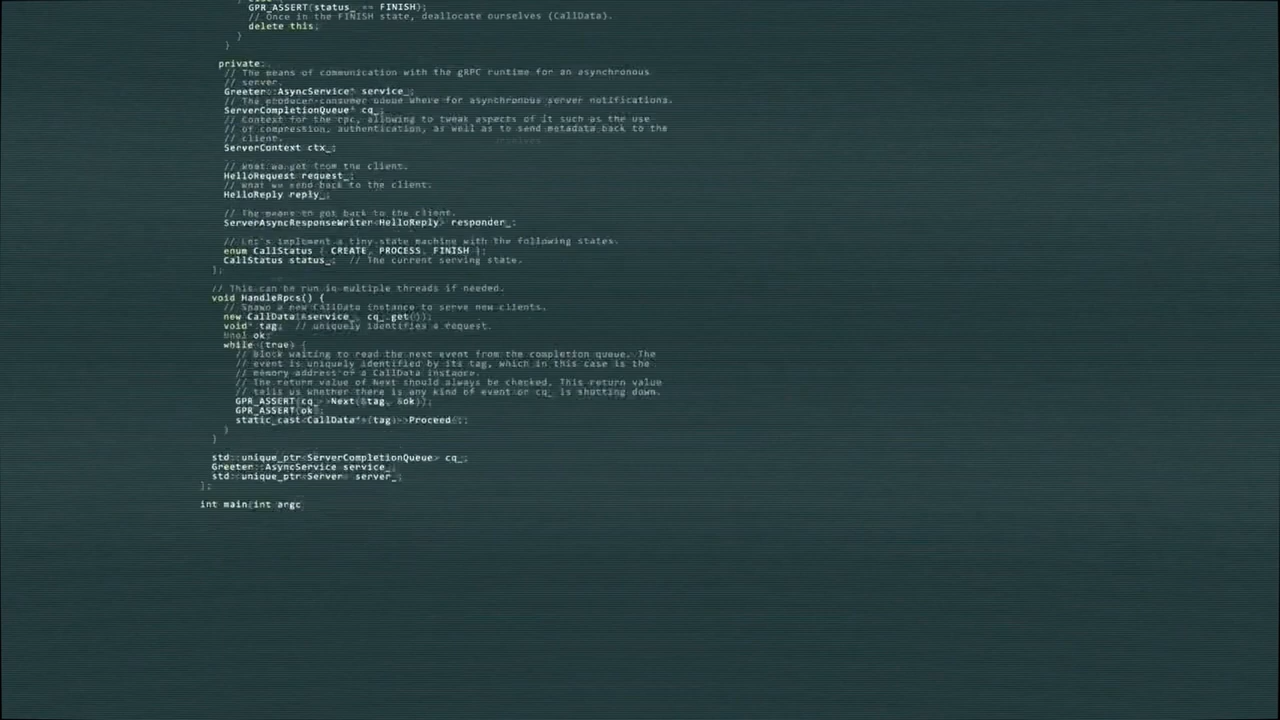 GPR_ASSERT(status_ == FINISH);
// Once in the FINISH state, deallocate ourselves (CallData).
delete this;
}
}
private:
// The means of communication with the gRPC runtime for an asynchronous
// server.
Greeter::AsyncService* service_;
// The producer-consumer queue where for asynchronous server notifications.
ServerCompletionQueue* cq_;
// Context for the rpc, allowing to tweak aspects of it such as the use
// of compression, authentication, as well as to send metadata back to the
// client.
ServerContext ctx_;
// What we get from the client.
HelloRequest request_;
// What we send back to the client.
HelloReply reply_;
// The means to get back to the client.
ServerAsyncResponseWriter<HelloReply> responder_;
// Let's implement a tiny state machine with the following states.
enum CallStatus { CREATE, PROCESS, FINISH };
CallStatus status_; // The current serving state.
};
// This can be run in multiple threads if needed.
void HandleRpcs() {
// Spawn a new CallData instance to serve new clients.
new CallData(&service_, cq_.get());
void* tag; // uniquely identifies a request.
bool ok;
while (true) {
// Block waiting to read the next event from the completion queue. The
// event is uniquely identified by its tag, which in this case is the
// memory address of a CallData instance.
// The return value of Next should always be checked. This return value
// tells us whether there is any kind of event or cq_ is shutting down.
GPR_ASSERT(cq_->Next(&tag, &ok));
GPR_ASSERT(ok);
static_cast<CallData*>(tag)->Proceed();
}
}
std::unique_ptr<ServerCompletionQueue> cq_;
Greeter::AsyncService service_;
std::unique_ptr<Server> server_;
};
int main(int argc